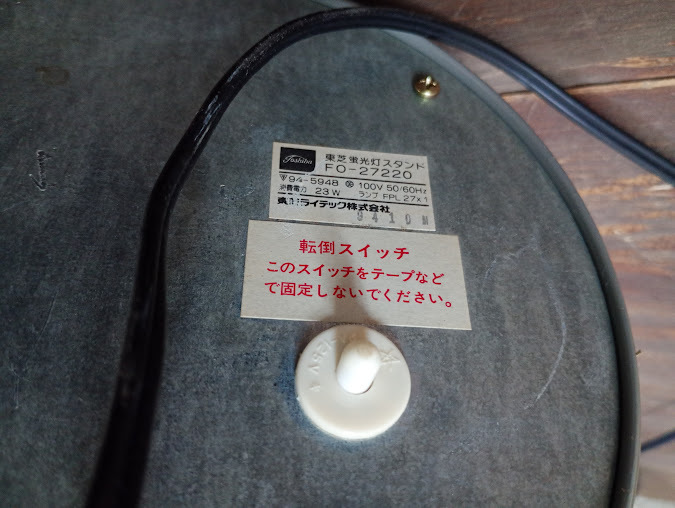 Toshiba
東芝蛍光灯スタンド
FO-27220
94-5948 100V 50/60Hz
消費電力 23W ランプ FPL 27×1
東芝ライテック株式会社
9410
転倒スイッチ
このスイッチをテープなど
で固定しないでください。